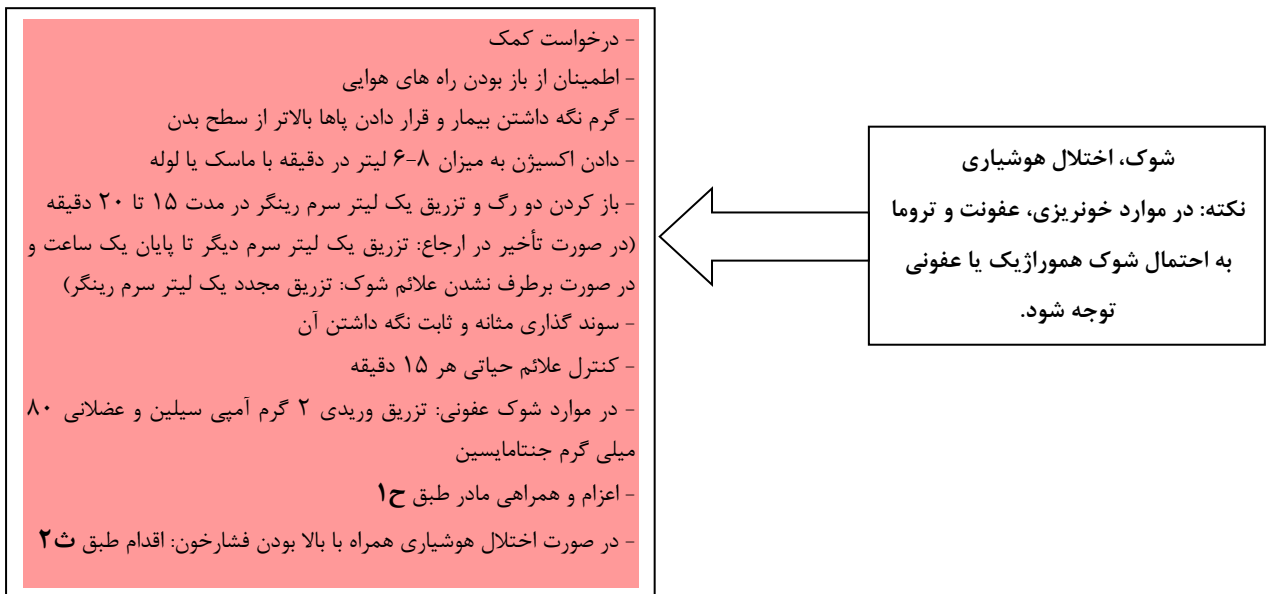 شوک، اختلال هوشیاری
نکته: در موارد خونریزی، عفونت و تروما
به احتمال شوک هموراژیک یا عفونی
توجه شود.
- درخواست کمک
- اطمینان از باز بودن راه های هوایی
- گرم نگه داشتن بیمار و قرار دادن پاها بالاتر از سطح بدن
- دادن اکسیژن به میزان ۸-۶ لیتر در دقیقه با ماسک یا لوله
- باز کردن دو رگ و تزریق یک لیتر سرم رینگر در مدت ۱۵ تا ۲۰ دقیقه
(در صورت تأخیر در ارجاع: تزریق یک لیتر سرم دیگر تا پایان یک ساعت و
در صورت برطرف نشدن علائم شوک: تزریق مجدد یک لیتر سرم رینگر)
- سوند گذاری مثانه و ثابت نگه داشتن آن
- کنترل علائم حیاتی هر ۱۵ دقیقه
- در موارد شوک عفونی: تزریق وریدی ۲ گرم آمپی سیلین و عضلانی ۸۰
میلی گرم جنتامایسین
- اعزام و همراهی مادر طبق ح۱
- در صورت اختلال هوشیاری همراه با بالا بودن فشارخون: اقدام طبق ث۲